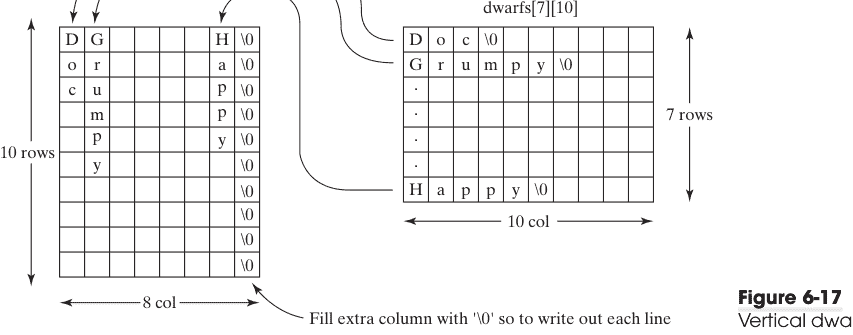 dwarfs[7][10]
D G H \0
o r a \0
c u p \0
m p \0
p y \0
y \0
\0
\0
\0
\0
10 rows
8 col
D o c \0
G r u m p y \0
.
.
.
.
H a p p y \0
7 rows
10 col
Fill extra column with '\0' so to write out each line
Figure 6-17
Vertical dwa